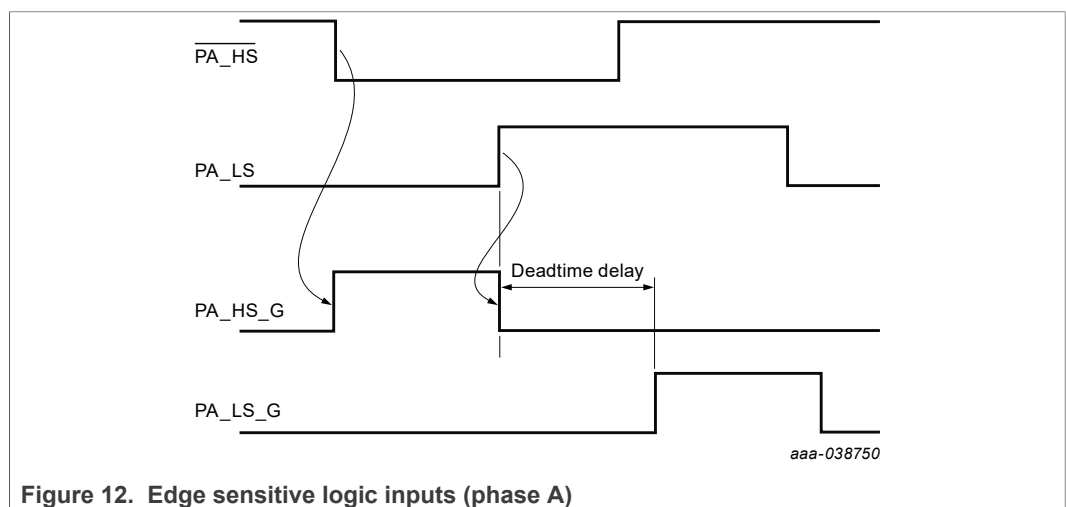 PA_HS
PA_LS
Deadtime delay
PA_HS_G
PA_LS_G
aaa-038750
Figure 12. Edge sensitive logic inputs (phase A)